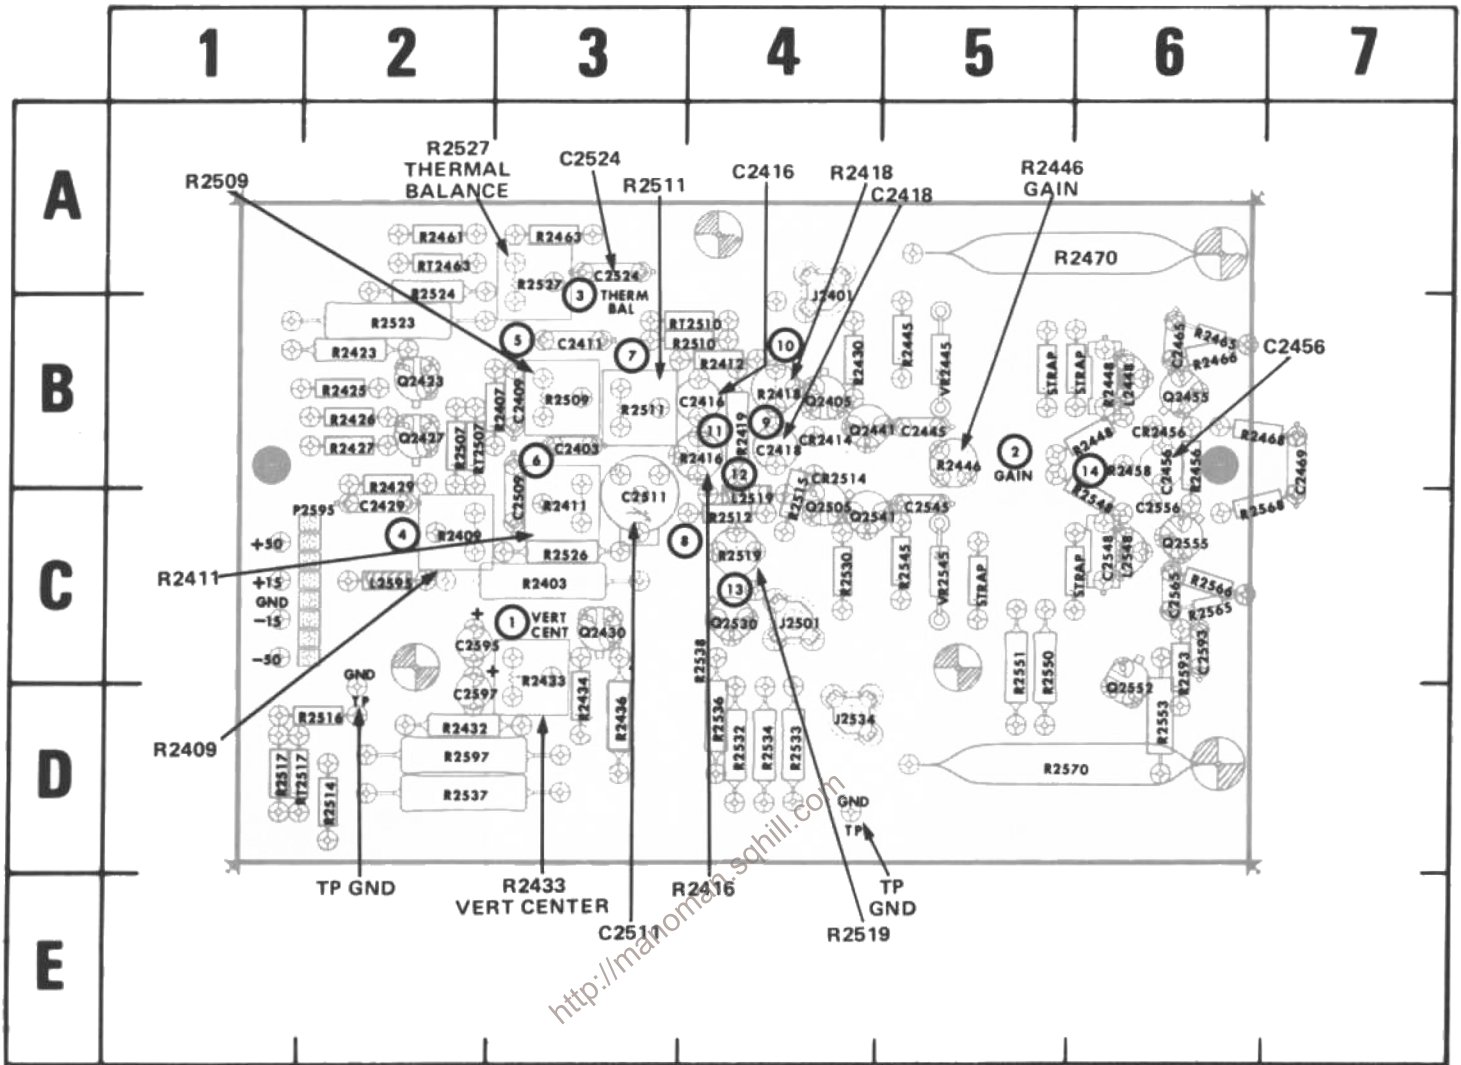 1 2 3 4 5 6 7
A
B
C
D
E
R2509
R2527
THERMAL
BALANCE
C2524
R2511
C2416
R2418
C2418
R2446
GAIN
C2456
R2411
R2409
TP GND
R2433
VERT CENTER
C2511
R2416
TP
GND
R2519
R2461
R2463
RT2463
R2527
C2524
R2524
3
THERM
BAL
J2401
R2470
R2523
5
C2411
7
RT2510
R2510
10
R2430
R2445
VR2445
STRAP
STRAP
C2465
R2465
R2466
R2423
R2412
Q2423
R2425
R2407
C2409
R2509
R2511
C2416
R2418
Q2405
R2448
L2448
Q2455
R2426
11
R2419
9
Q2441
C2445
R2448
CR2456
R2468
Q2427
R2427
R2507
RT2507
C2403
R2416
C2418
CR2414
2
GAIN
R2446
6
12
14
R2458
C2456
R2456
C2469
R2429
C2429
C2509
R2411
C2511
L2519
R2515
CR2514
Q2505
Q2541
C2545
R2548
C2556
R2568
P2595
+50
4
R2409
R2526
8
R2512
R2519
R2530
R2545
VR2545
STRAP
STRAP
C2548
L2548
Q2555
+15
L2595
R2403
13
C2565
R2566
R2565
GND
-15
-50
+
1
VERT
CENT
Q2430
Q2530
J2501
C2595
GND
TP
+
C2597
R2433
R2434
R2436
R2538
R2536
R2551
R2550
Q2552
R2593
C2593
R2516
R2432
R2532
R2534
R2533
J2534
R2553
R2517
RT2517
R2514
R2597
R2537
R2570
GND
TP
http://manoman.sqhill.com